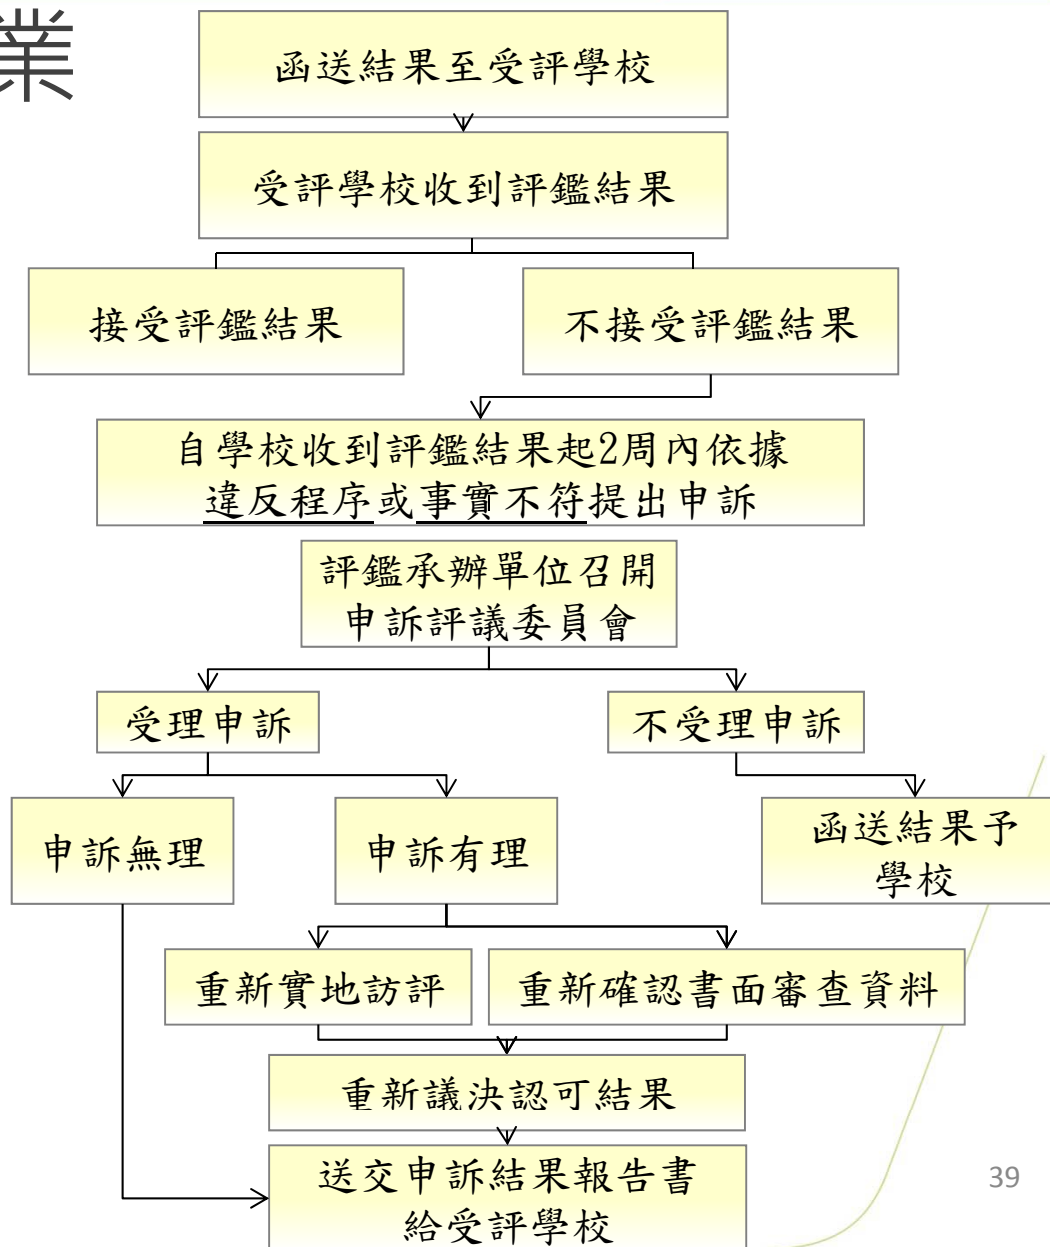 業
函送結果至受評學校
受評學校收到評鑑結果
接受評鑑結果
不接受評鑑結果
自學校收到評鑑結果起2周內依據
違反程序或事實不符提出申訴
評鑑承辦單位召開
申訴評議委員會
受理申訴
不受理申訴
申訴無理
申訴有理
函送結果予
學校
重新實地訪評
重新確認書面審查資料
重新議決認可結果
送交申訴結果報告書
給受評學校
39